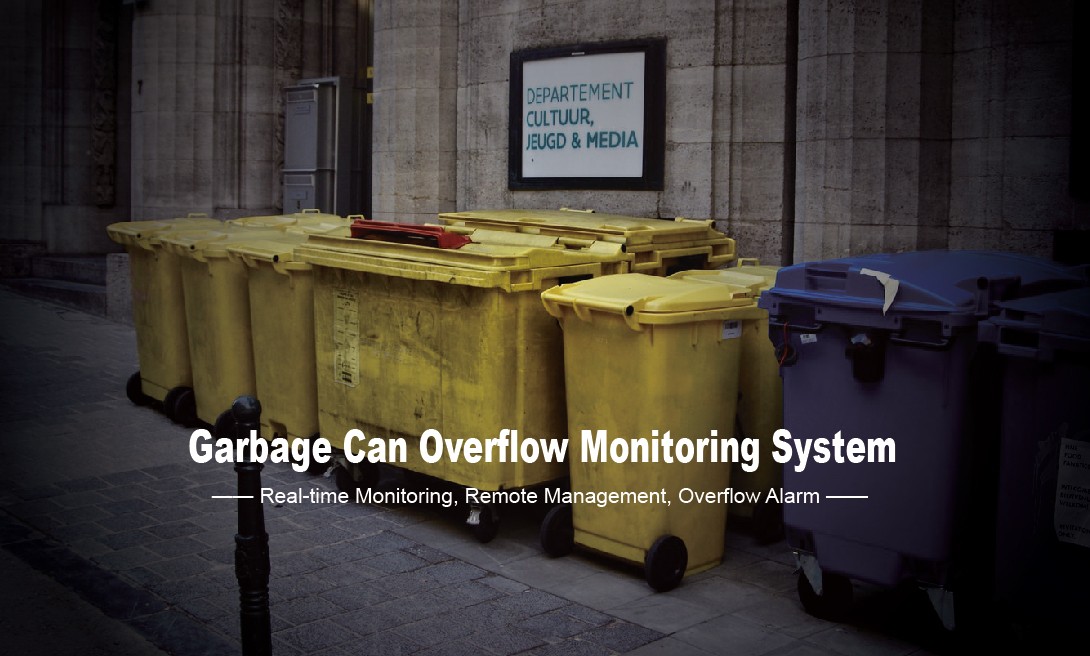 DEPARTEMENT
CULTUUR,
JEUGD & MEDIA
Garbage Can Overflow Monitoring System
—— Real-time Monitoring, Remote Management, Overflow Alarm ——